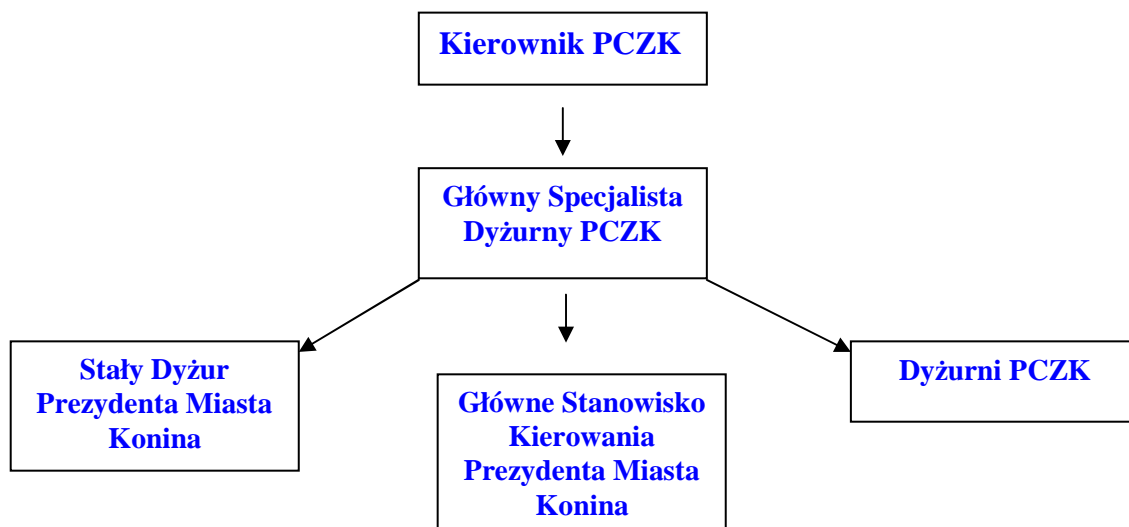 Kierownik PCZK
Główny Specjalista
Dyżurny PCZK
Stały Dyżur
Prezydenta Miasta
Konina
Główne Stanowisko
Kierowania
Prezydenta Miasta
Konina
Dyżurni PCZK